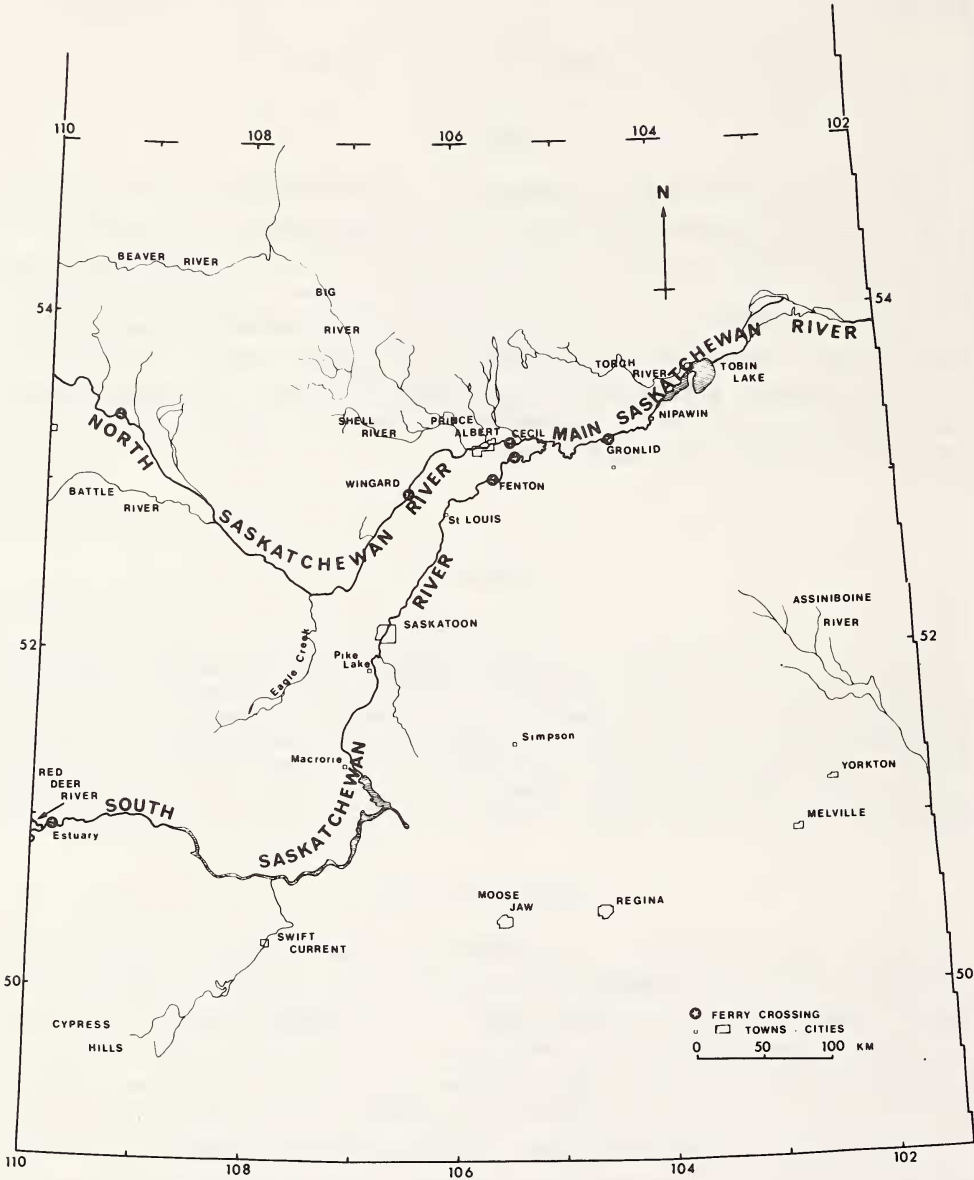 110
108
106
104
102
N
BEAVER RIVER
54
BIG
RIVER
54
RIVER
TORCH
RIVER
TOBIN
LAKE
MAIN SASKATCHEWAN
NORTH
SHELL
RIVER
PRINCE
ALBERT
CECIL
NIPAWIN
GRONLID
WINGARD
FENTON
BATTLE
RIVER
SASKATCHEWAN RIVER
St LOUIS
RIVER
ASSINIBOINE
RIVER
52
SASKATOON
52
Eagle Creek
Pike
Lake
Simpson
Macrorie
YORKTON
RED
DEER
RIVER
SOUTH
SASKATCHEWAN
MELVILLE
Estuary
MOOSE
JAW
REGINA
SWIFT
CURRENT
50
50
CYPRESS
HILLS
FERRY CROSSING
TOWNS · CITIES
0 50 100 KM
110
108
106
104
102